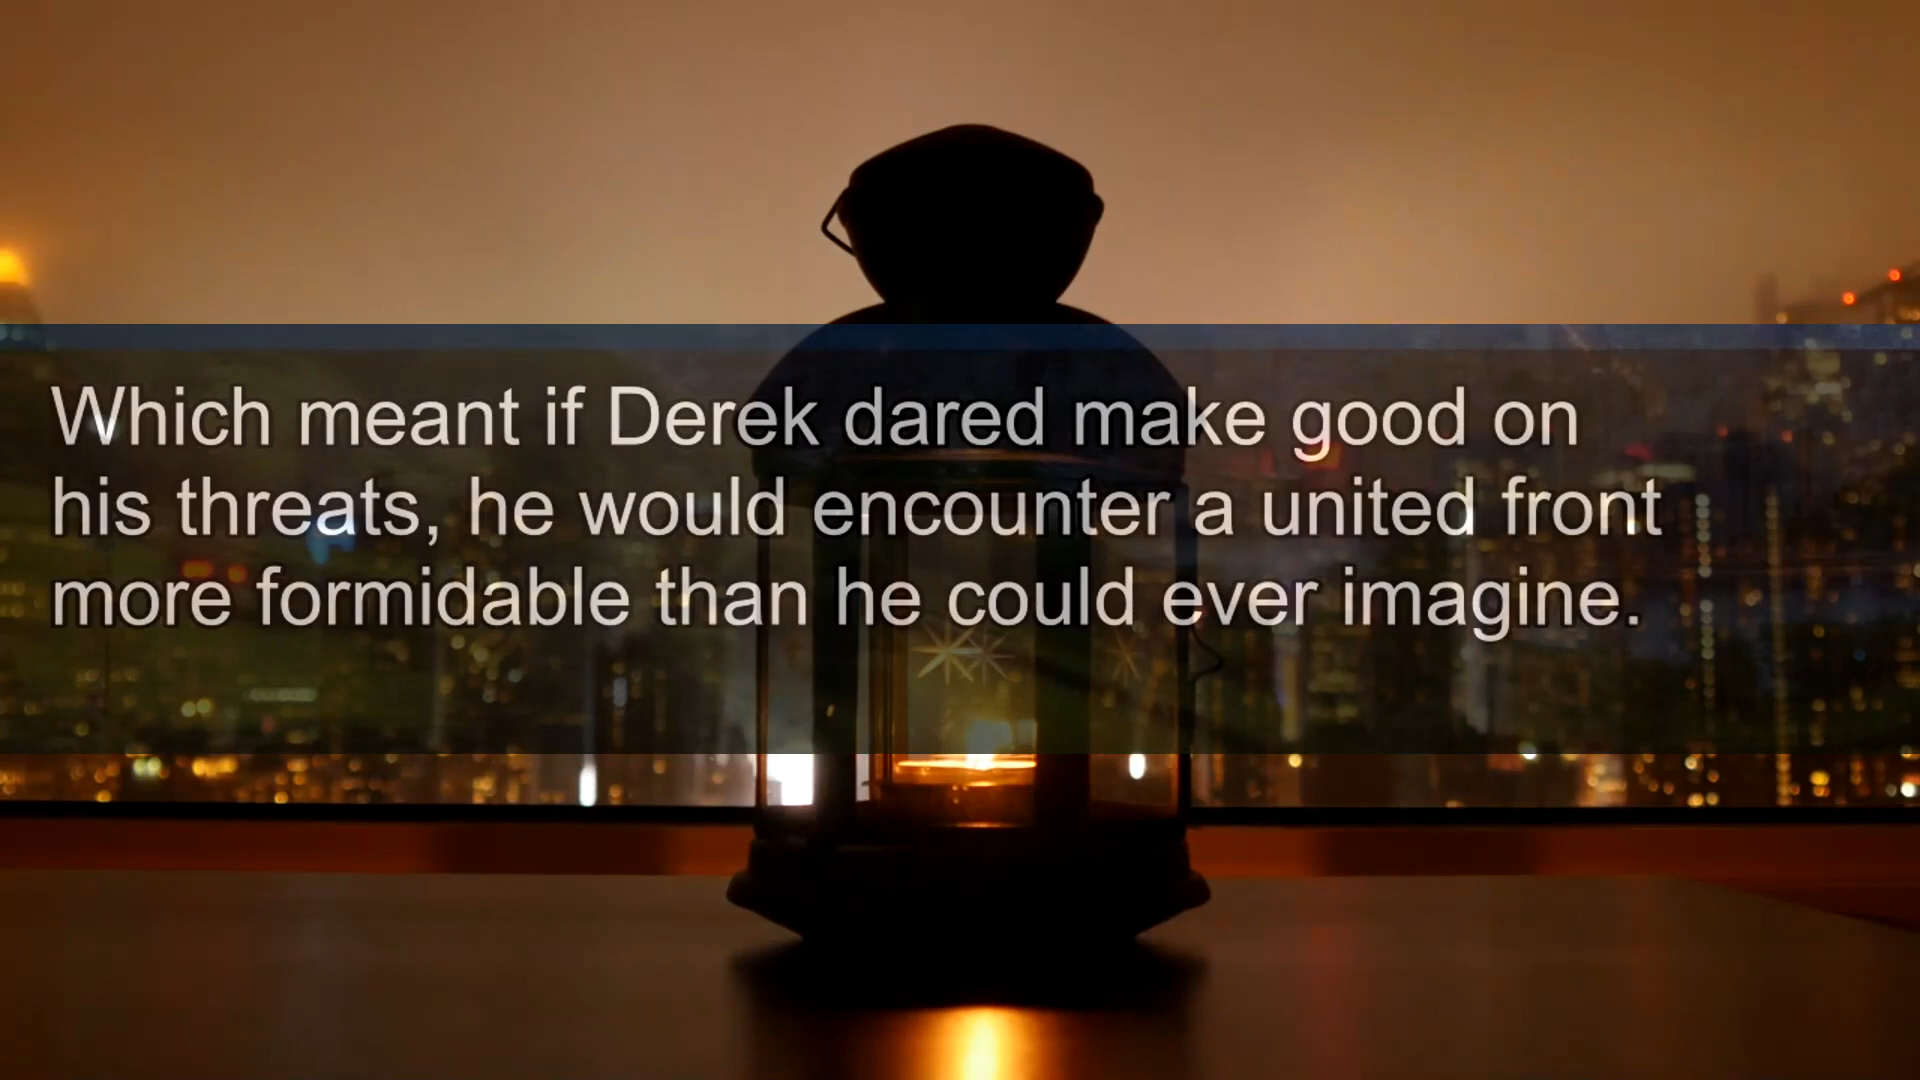 Which meant if Derek dared make good on
his threats, he would encounter a united front
more formidable than he could ever imagine.